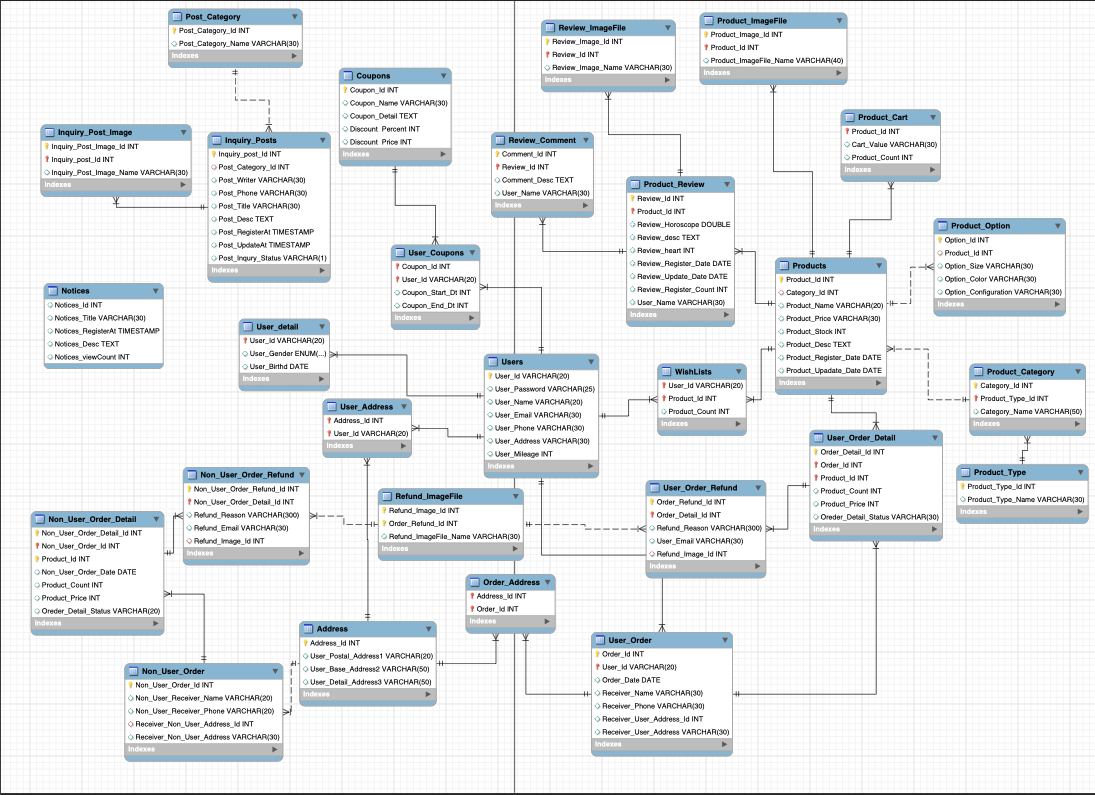 Post_Category
Post_Category_Id INT
Post_Category_Name VARCHAR(30)
Indexes
Review_ImageFile
Review_Image_Id INT
Review_Id INT
Review_Image_Name VARCHAR(30)
Indexes
Product_ImageFile
Product_Image_Id INT
Product_Id INT
Product_ImageFile_Name VARCHAR(40)
Indexes
Coupons
Coupon_Id INT
Coupon_Name VARCHAR(30)
Coupon_Detail TEXT
Discount_Percent INT
Discount_Price INT
Indexes
Product_Cart
Product_Id INT
Cart_Value VARCHAR(30)
Product_Count INT
Indexes
Inquiry_Post_Image
Inquiry_Post_Image_Id INT
Inquiry_post_Id INT
Inquiry_Post_Image_Name VARCHAR(30)
Indexes
Inquiry_Posts
Inquiry_post_Id INT
Post_Category_Id INT
Post_Writer VARCHAR(30)
Post_Phone VARCHAR(30)
Post_Title VARCHAR(30)
Post_Desc TEXT
Post_RegisterAt TIMESTAMP
Post_UpdateAt TIMESTAMP
Post_Inqury_Status VARCHAR(1)
Indexes
Review_Comment
Comment_Id INT
Review_Id INT
Comment_Desc TEXT
User_Name VARCHAR(30)
Indexes
Product_Review
Review_Id INT
Product_Id INT
Review_Horoscope DOUBLE
Review_desc TEXT
Review_heart INT
Review_Register_Date DATE
Review_Update_Date DATE
Review_Register_Count INT
User_Name VARCHAR(30)
Indexes
Product_Option
Option_Id INT
Product_Id INT
Option_Size VARCHAR(30)
Option_Color VARCHAR(30)
Option_Configuration VARCHAR(30)
Indexes
User_Coupons
Coupon_Id INT
User_Id VARCHAR(20)
Coupon_Start_Dt INT
Coupon_End_Dt INT
Indexes
Products
Product_Id INT
Category_Id INT
Product_Name VARCHAR(20)
Product_Price VARCHAR(30)
Product_Stock INT
Product_Desc TEXT
Product_Register_Date DATE
Product_Upadate_Date DATE
Indexes
Notices
Notices_Id INT
Notices_Title VARCHAR(30)
Notices_RegisterAt TIMESTAMP
Notices_Desc TEXT
Notices_viewCount INT
User_detail
User_Id VARCHAR(20)
User_Gender ENUM(...)
User_Birthd DATE
Indexes
Users
User_Id VARCHAR(20)
User_Password VARCHAR(25)
User_Name VARCHAR(20)
User_Email VARCHAR(30)
User_Phone VARCHAR(30)
User_Address VARCHAR(30)
User_Mileage INT
Indexes
WishLists
User_Id VARCHAR(20)
Product_Id INT
Product_Count INT
Indexes
Product_Category
Category_Id INT
Product_Type_Id INT
Category_Name VARCHAR(50)
Indexes
User_Address
Address_Id INT
User_Id VARCHAR(20)
Indexes
User_Order_Detail
Order_Detail_Id INT
Order_Id INT
Product_Id INT
Product_Count INT
Product_Price INT
Oreder_Detail_Status VARCHAR(30)
Indexes
Product_Type
Product_Type_Id INT
Product_Type_Name VARCHAR(30)
Indexes
Non_User_Order_Refund
Non_User_Order_Refund_Id INT
Non_User_Order_Detail_Id INT
Refund_Reason VARCHAR(300)
Refund_Email VARCHAR(30)
Refund_Image_Id INT
Indexes
Refund_ImageFile
Refund_Image_Id INT
Order_Refund_Id INT
Refund_ImageFile_Name VARCHAR(30)
Indexes
User_Order_Refund
Order_Refund_Id INT
Order_Detail_Id INT
Refund_Reason VARCHAR(300)
User_Email VARCHAR(30)
Refund_Image_Id INT
Indexes
Non_User_Order_Detail
Non_User_Order_Detail_Id INT
Non_User_Order_Id INT
Product_Id INT
Non_User_Order_Date DATE
Product_Count INT
Product_Price INT
Oreder_Detail_Status VARCHAR(20)
Indexes
Order_Address
Address_Id INT
Order_Id INT
Indexes
Address
Address_Id INT
User_Postal_Address1 VARCHAR(20)
User_Base_Address2 VARCHAR(50)
User_Detail_Address3 VARCHAR(50)
Indexes
User_Order
Order_Id INT
User_Id VARCHAR(20)
Order_Date DATE
Receiver_Name VARCHAR(30)
Receiver_Phone VARCHAR(30)
Receiver_User_Address_Id INT
Receiver_User_Address VARCHAR(30)
Indexes
Non_User_Order
Non_User_Order_Id INT
Non_User_Receiver_Name VARCHAR(20)
Non_User_Receiver_Phone VARCHAR(20)
Receiver_Non_User_Address_Id INT
Receiver_Non_User_Address VARCHAR(30)
Indexes